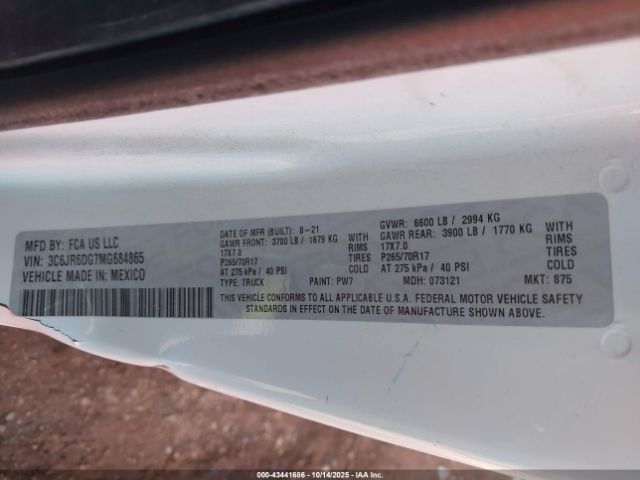 MFD BY: FCA US LLC
VIN: 3C6JR6DG7MG684865
VEHICLE MADE IN: MEXICO
DATE OF MFR (BUILT): 8-21
GAWR FRONT: 3700 LB / 1679 KG WITH
17X7.0 RIMS
P265/70R17 TIRES
AT 275 kPa / 40 PSI
TYPE: TRUCK PAINT: PW7
GVWR: 6600 LB / 2994 KG
GAWR REAR: 3900 LB / 1770 KG WITH
17X7.0 RIMS
P265/70R17 TIRES
AT 275 kPa / 40 PSI
MDH: 073121 MKT: 875
THIS VEHICLE CONFORMS TO ALL APPLICABLE U.S.A. FEDERAL MOTOR VEHICLE SAFETY
STANDARDS IN EFFECT ON THE DATE OF MANUFACTURE SHOWN ABOVE.
000-43441686 - 10/14/2025 - IAA Inc.